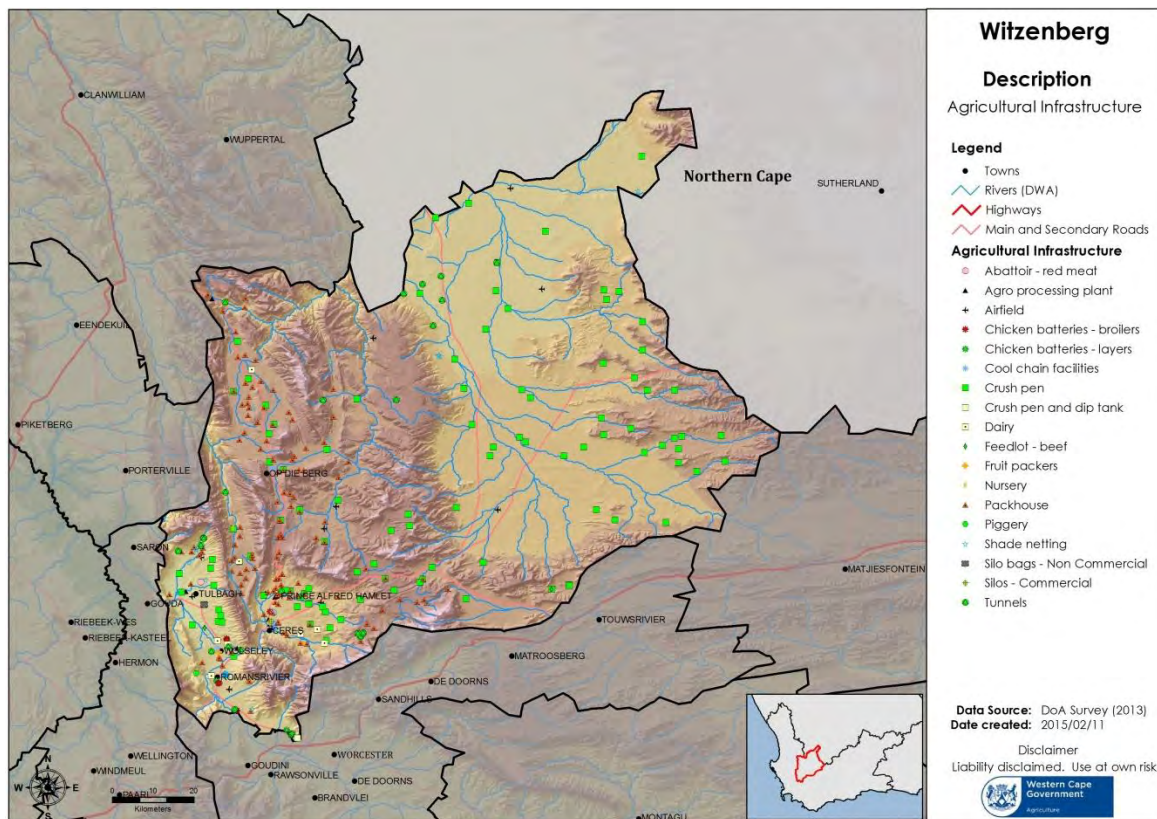 CLANWILLIAM
WUPPERTAL
Northern Cape
SUTHERLAND
EENDEKUIL
PIKETBERG
PORTERVILLE
OP DIE BERG
SARON
MATJIESFONTEIN
PRINCE ALFRED HAMLET
TULBAGH
GOUDA
RIEBEEK-WES
TOUWSRIVIER
CERES
RIEBEEK-KASTEEL
WOLSELEY
HERMON
MATROOSBERG
ROMANSRIVIER
DE DOORNS
SANDHILLS
WELLINGTON
WORCESTER
GOUDINI
WINDMEUL
RAWSONVILLE
DE DOORNS
PAARL
BRANDVLEI
MONTAGU
N
W E
S
0 10 20
Kilometers
Witzenberg
Description
Agricultural Infrastructure
Legend
Towns
Rivers (DWA)
Highways
Main and Secondary Roads
Agricultural Infrastructure
Abattoir - red meat
Agro processing plant
Airfield
Chicken batteries - broilers
Chicken batteries - layers
Cool chain facilities
Crush pen
Crush pen and dip tank
Dairy
Feedlot - beef
Fruit packers
Nursery
Packhouse
Piggery
Shade netting
Silo bags - Non Commercial
Silos - Commercial
Tunnels
Data Source: DoA Survey (2013)
Date created: 2015/02/11
Disclaimer
Liability disclaimed. Use at own risk
Western Cape
Government
Agriculture